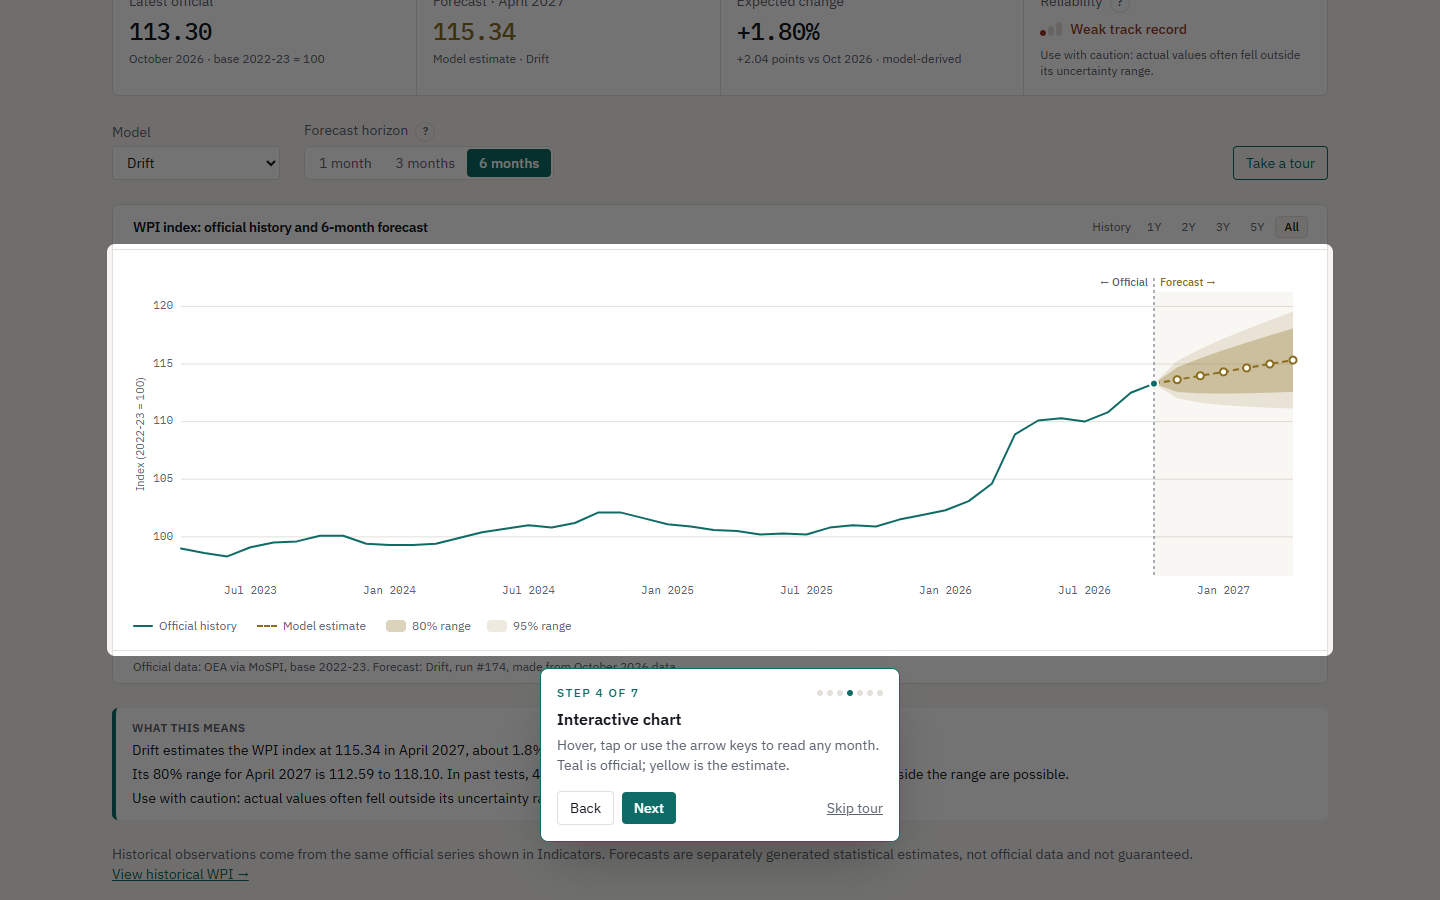 Latest official
Forecast · April 2027
Expected change
Reliability ?
113.30
115.34
+1.80%
Weak track record
October 2026 · base 2022-23 = 100
Model estimate · Drift
+2.04 points vs Oct 2026 · model-derived
Use with caution: actual values often fell outside
its uncertainty range.
Model
Forecast horizon ?
Drift
1 month 3 months 6 months
Take a tour
WPI index: official history and 6-month forecast
History 1Y 2Y 3Y 5Y All
← Official Forecast →
120
115
110
105
100
Index (2022-23 = 100)
Jul 2023 Jan 2024 Jul 2024 Jan 2025 Jul 2025 Jan 2026 Jul 2026 Jan 2027
Official history Model estimate 80% range 95% range
Official data: OEA via MoSPI, base 2022-23. Forecast: Drift, run #174, made from October 2026 data.
STEP 4 OF 7
Interactive chart
Hover, tap or use the arrow keys to read any month.
Teal is official; yellow is the estimate.
Back Next Skip tour
WHAT THIS MEANS
Drift estimates the WPI index at 115.34 in April 2027, about 1.8%
Its 80% range for April 2027 is 112.59 to 118.10. In past tests, 4 side the range are possible.
Use with caution: actual values often fell outside its uncertainty
Historical observations come from the same official series shown in Indicators. Forecasts are separately generated statistical estimates, not official data and not guaranteed.
View historical WPI →